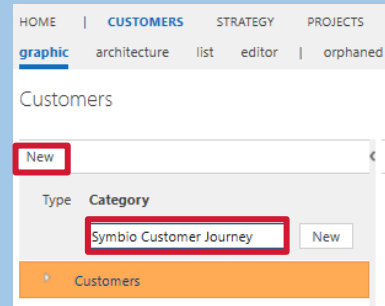 HOME | CUSTOMERS STRATEGY PROJECTS
graphic architecture list editor | orphaned
Customers
New
Type Category
Symbio Customer Journey New
Customers